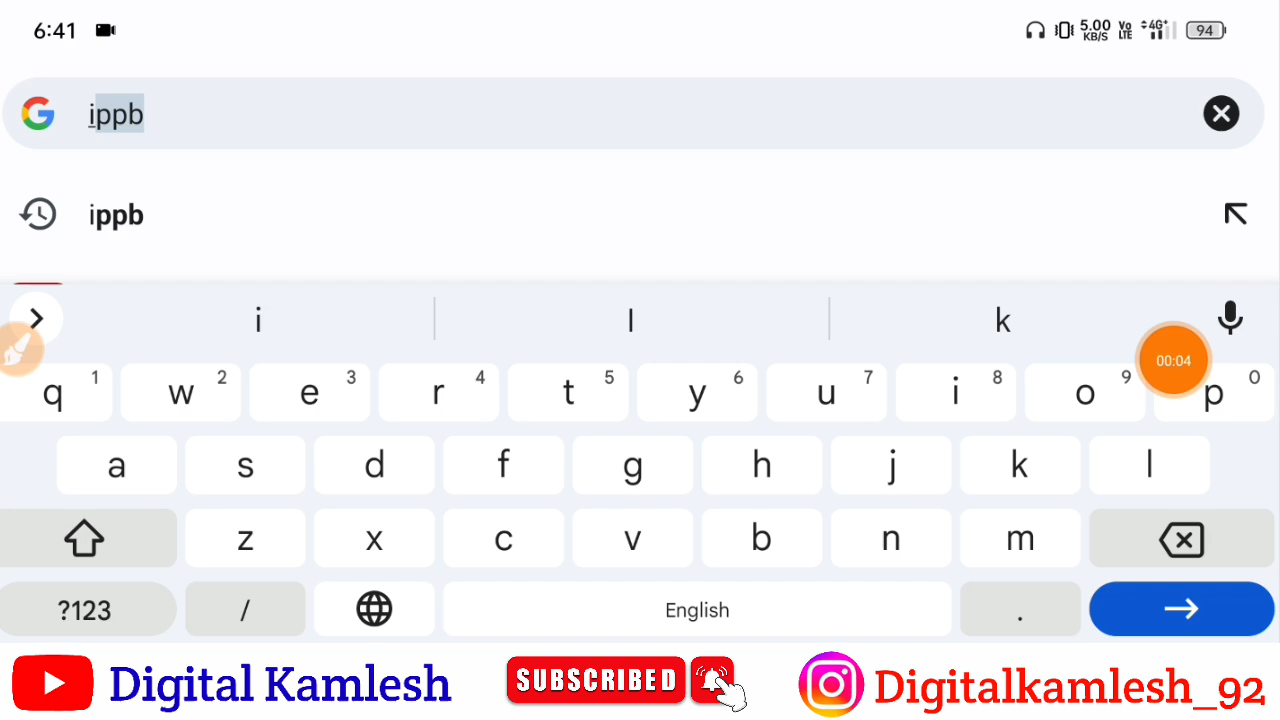 6:41 5.00 KB/S Vo LTE 4G+ 94
ippb
ippb
i l k
00:04
q 1 w 2 e 3 r 4 t 5 y 6 u 7 i 8 o 9 p 0
a s d f g h j k l
z x c v b n m
?123 / English .
Digital Kamlesh SUBSCRIBED Digitalkamlesh_92